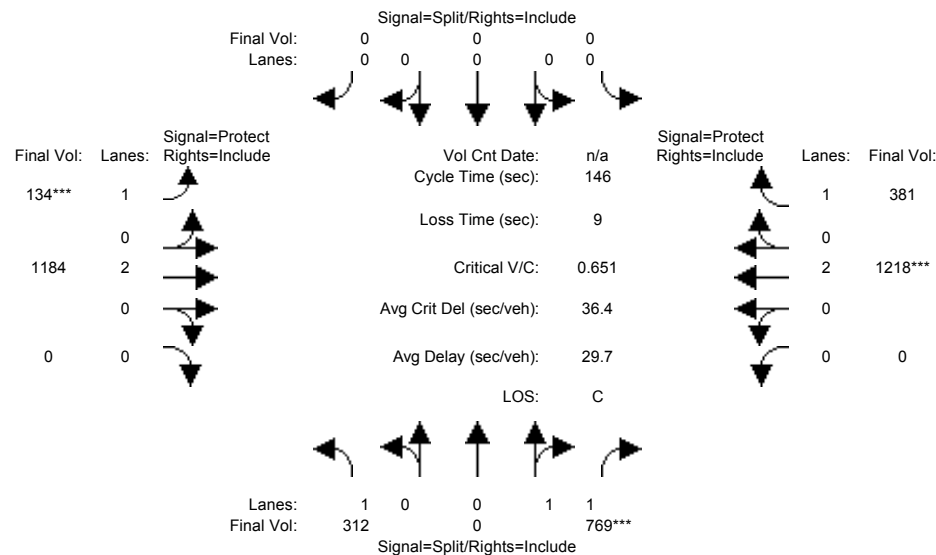 Signal=Split/Rights=Include
Final Vol: 0 0 0
Lanes: 0 0 0 0 0
Signal=Protect Signal=Protect
Final Vol: Lanes: Rights=Include Vol Cnt Date: n/a Rights=Include Lanes: Final Vol:
Cycle Time (sec): 146
134*** 1 1 381
Loss Time (sec): 9
0 0
1184 2 Critical V/C: 0.651 2 1218***
0 Avg Crit Del (sec/veh): 36.4 0
0 0 Avg Delay (sec/veh): 29.7 0 0
LOS: C
Lanes: 1 0 0 1 1
Final Vol: 312 0 769***
Signal=Split/Rights=Include